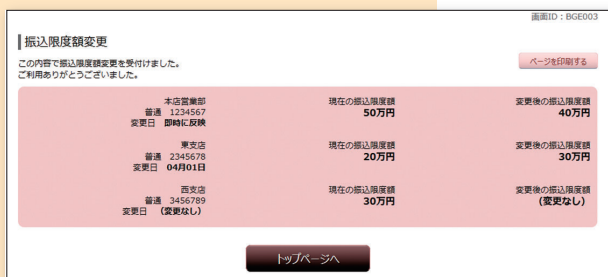 画面ID:BGE003
振込限度額変更
この内容で振込限度額変更を受付けました。
ご利用ありがとうございました。
ページを印刷する
本店営業部 現在の振込限度額 変更後の振込限度額
普通 1234567 50万円 40万円
変更日 即時に反映
東支店 現在の振込限度額 変更後の振込限度額
普通 2345678 20万円 30万円
変更日 04月01日
西支店 現在の振込限度額 変更後の振込限度額
普通 3456789 30万円 (変更なし)
変更日 (変更なし)
トップページへ